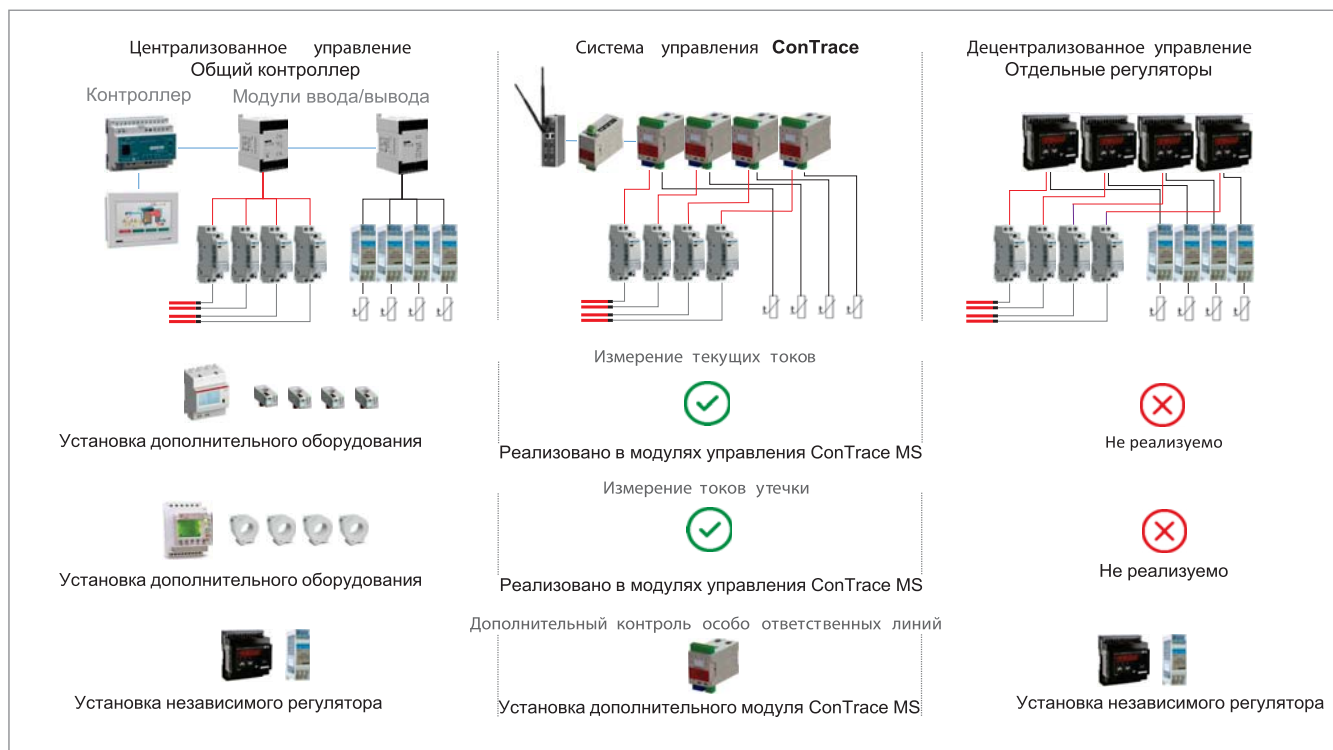 Централизованное управление
Общий контроллер
Контроллер
Модули ввода/вывода
Система управления ConTrace
Децентрализованное управление
Отдельные регуляторы
Измерение текущих токов
Установка дополнительного оборудования
Реализовано в модулях управления ConTrace MS
Не реализуемо
Измерение токов утечки
Установка дополнительного оборудования
Реализовано в модулях управления ConTrace MS
Не реализуемо
Дополнительный контроль особо ответственных линий
Установка независимого регулятора
Установка дополнительного модуля ConTrace MS
Установка независимого регулятора